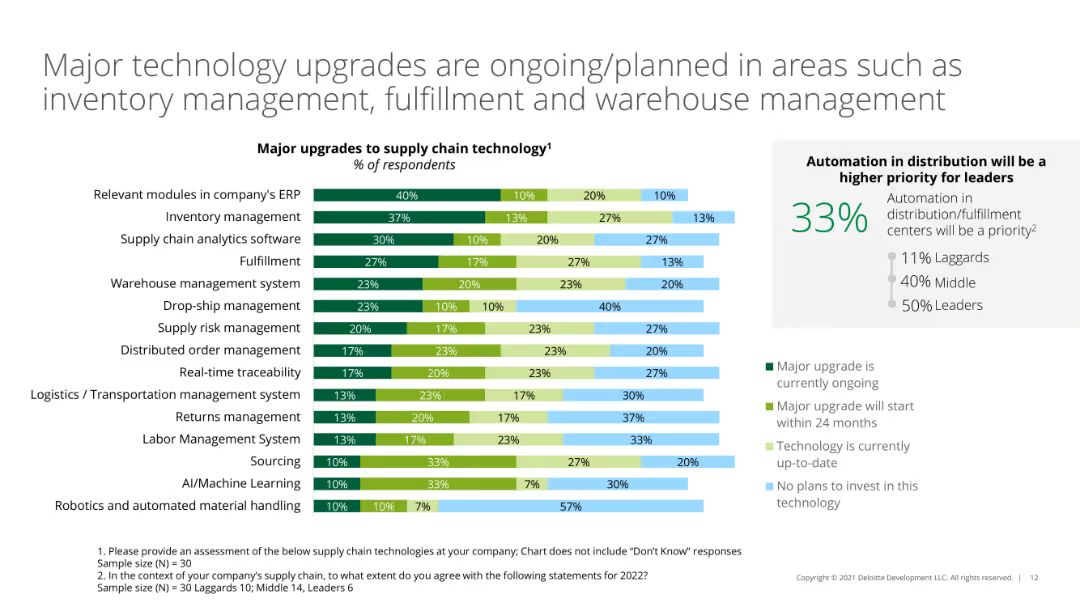 Major technology upgrades are ongoing/planned in areas such as
inventory management, fulfillment and warehouse management
Major upgrades to supply chain technology¹
% of respondents
Relevant modules in company's ERP 40% 10% 20% 10%
Inventory management 37% 13% 27% 13%
Supply chain analytics software 30% 10% 20% 27%
Fulfillment 27% 17% 27% 13%
Warehouse management system 23% 20% 23% 20%
Drop-ship management 23% 10% 10% 40%
Supply risk management 20% 17% 23% 27%
Distributed order management 17% 23% 23% 20%
Real-time traceability 17% 20% 23% 27%
Logistics / Transportation management system 13% 23% 17% 30%
Returns management 13% 20% 17% 37%
Labor Management System 13% 17% 23% 33%
Sourcing 10% 33% 27% 20%
AI/Machine Learning 10% 33% 7% 30%
Robotics and automated material handling 10% 10% 7% 57%
Automation in distribution will be a
higher priority for leaders
33%
Automation in
distribution/fulfillment
centers will be a priority²
11% Laggards
40% Middle
50% Leaders
Major upgrade is
currently ongoing
Major upgrade will start
within 24 months
Technology is currently
up-to-date
No plans to invest in this
technology
1. Please provide an assessment of the below supply chain technologies at your company; Chart does not include “Don’t Know” responses
Sample size (N) = 30
2. In the context of your company’s supply chain, to what extent do you agree with the following statements for 2022?
Sample size (N) = 30 Laggards 10; Middle 14, Leaders 6
Copyright © 2021 Deloitte Development LLC. All rights reserved. | 12